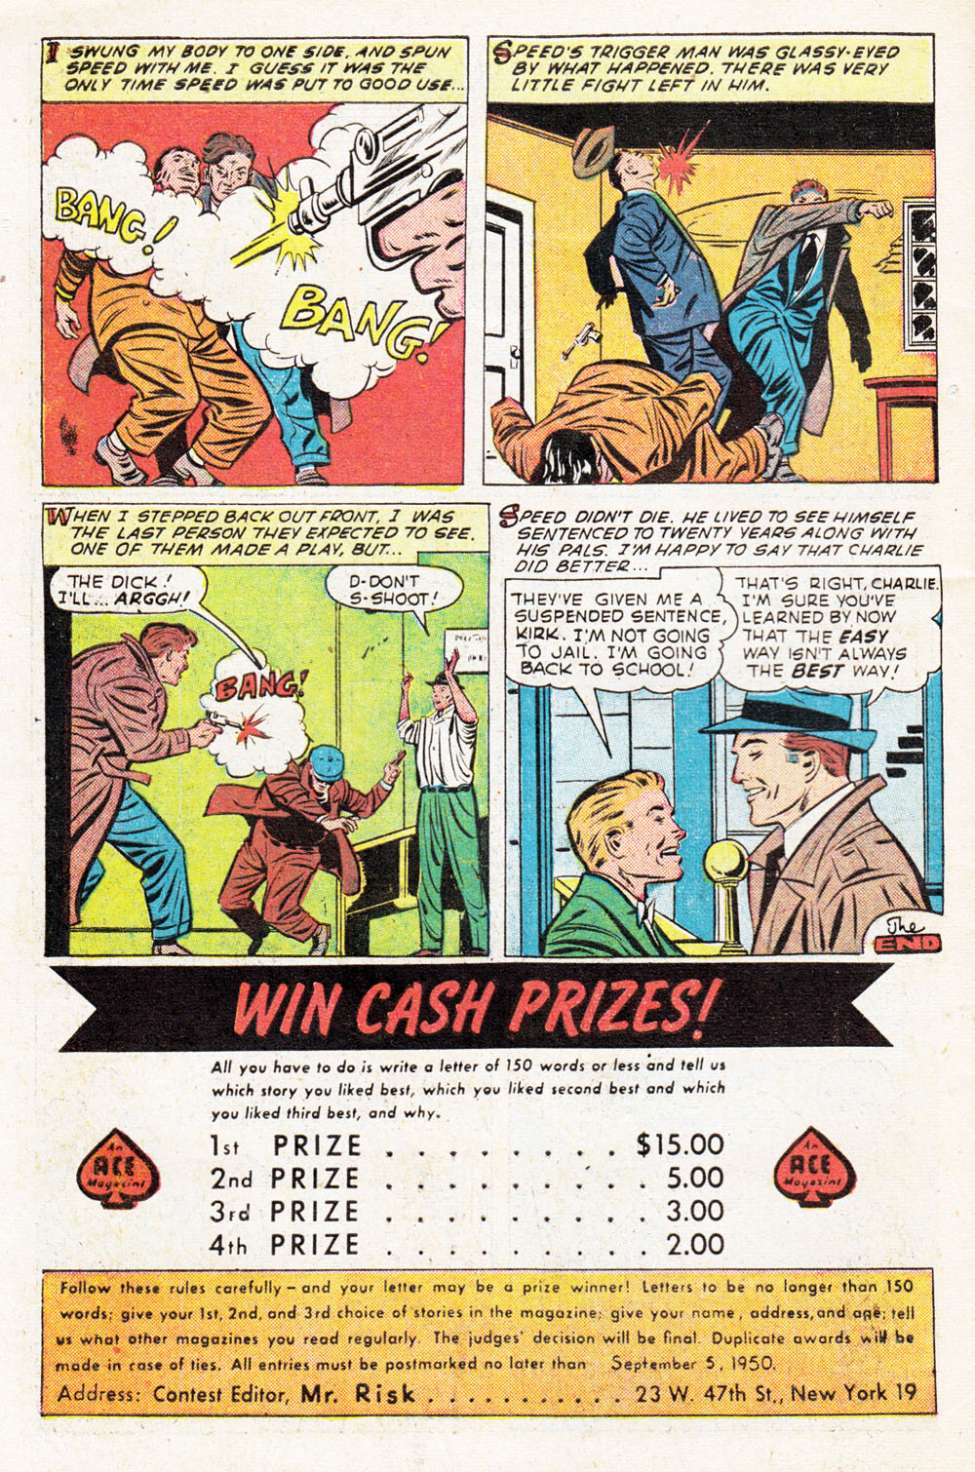 I SWUNG MY BODY TO ONE SIDE, AND SPUN
SPEED WITH ME. I GUESS IT WAS THE
ONLY TIME SPEED WAS PUT TO GOOD USE...
BANG!
BANG!
SPEED'S TRIGGER MAN WAS GLASSY-EYED
BY WHAT HAPPENED. THERE WAS VERY
LITTLE FIGHT LEFT IN HIM.
WHEN I STEPPED BACK OUT FRONT, I WAS
THE LAST PERSON THEY EXPECTED TO SEE.
ONE OF THEM MADE A PLAY, BUT...
THE DICK!
I'LL... ARGGH!
D-DON'T
S-SHOOT!
BANG!
SPEED DIDN'T DIE. HE LIVED TO SEE HIMSELF
SENTENCED TO TWENTY YEARS ALONG WITH
HIS PALS. I'M HAPPY TO SAY THAT CHARLIE
DID BETTER...
THEY'VE GIVEN ME A
SUSPENDED SENTENCE,
KIRK. I'M NOT GOING
TO JAIL. I'M GOING
BACK TO SCHOOL!
THAT'S RIGHT, CHARLIE.
I'M SURE YOU'VE
LEARNED BY NOW
THAT THE EASY
WAY ISN'T ALWAYS
THE BEST WAY!
The
END
WIN CASH PRIZES!
All you have to do is write a letter of 150 words or less and tell us
which story you liked best, which you liked second best and which
you liked third best, and why.
1st PRIZE . . . . . . . . $15.00
2nd PRIZE . . . . . . . . . 5.00
3rd PRIZE . . . . . . . . . 3.00
4th PRIZE . . . . . . . . . 2.00
An
ACE
Magazine
An
ACE
Magazine
Follow these rules carefully – and your letter may be a prize winner! Letters to be no longer than 150
words; give your 1st, 2nd, and 3rd choice of stories in the magazine; give your name, address, and age; tell
us what other magazines you read regularly. The judges' decision will be final. Duplicate awards will be
made in case of ties. All entries must be postmarked no later than September 5, 1950.
Address: Contest Editor, Mr. Risk . . . . . . . . . . 23 W. 47th St., New York 19